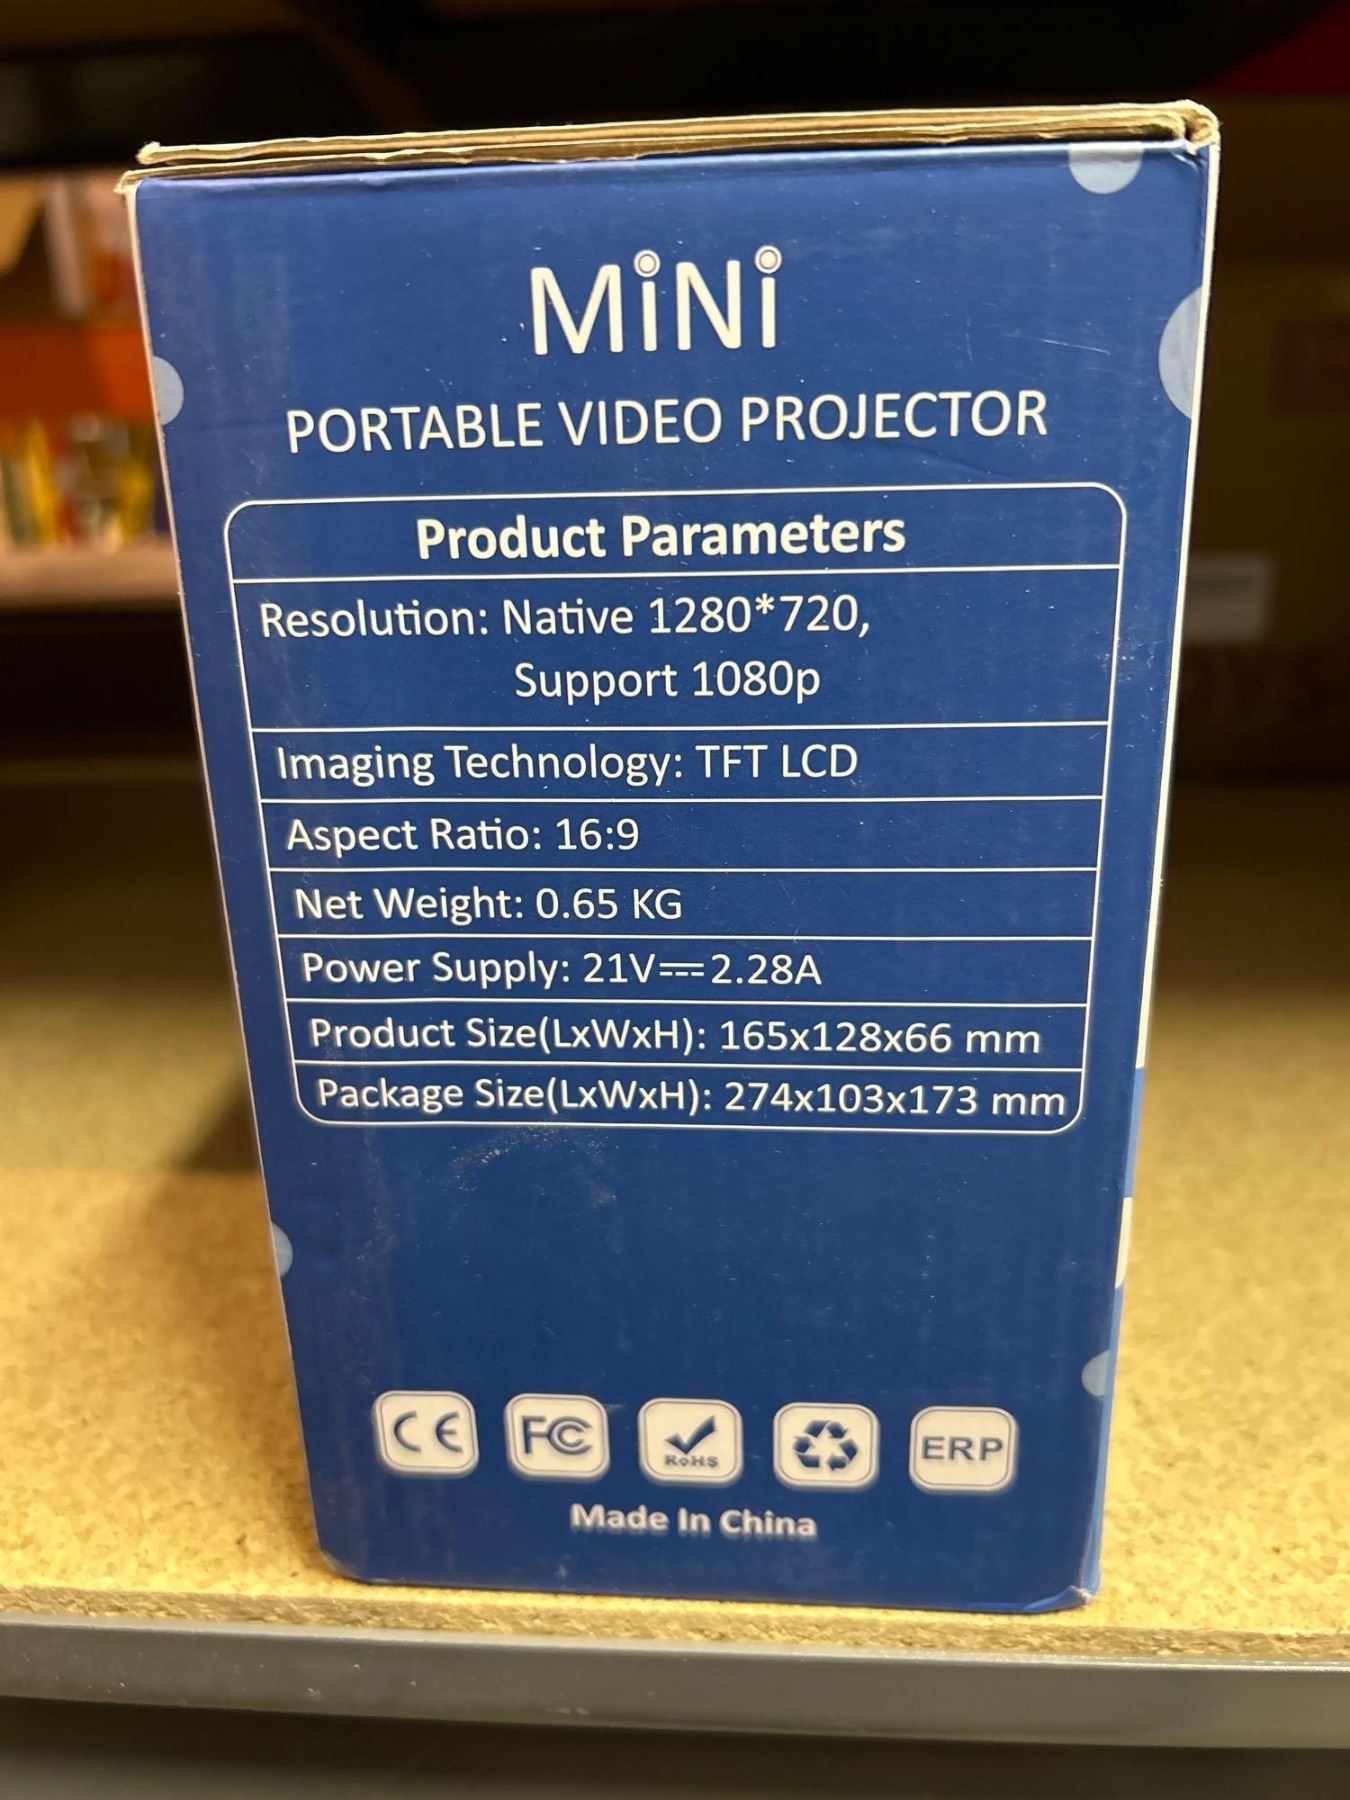 MiNi
PORTABLE VIDEO PROJECTOR
Product Parameters
Resolution: Native 1280*720,
Support 1080p
Imaging Technology: TFT LCD
Aspect Ratio: 16:9
Net Weight: 0.65 KG
Power Supply: 21V⎓2.28A
Product Size(LxWxH): 165x128x66 mm
Package Size(LxWxH): 274x103x173 mm
CE FC RoHS ERP
Made In China